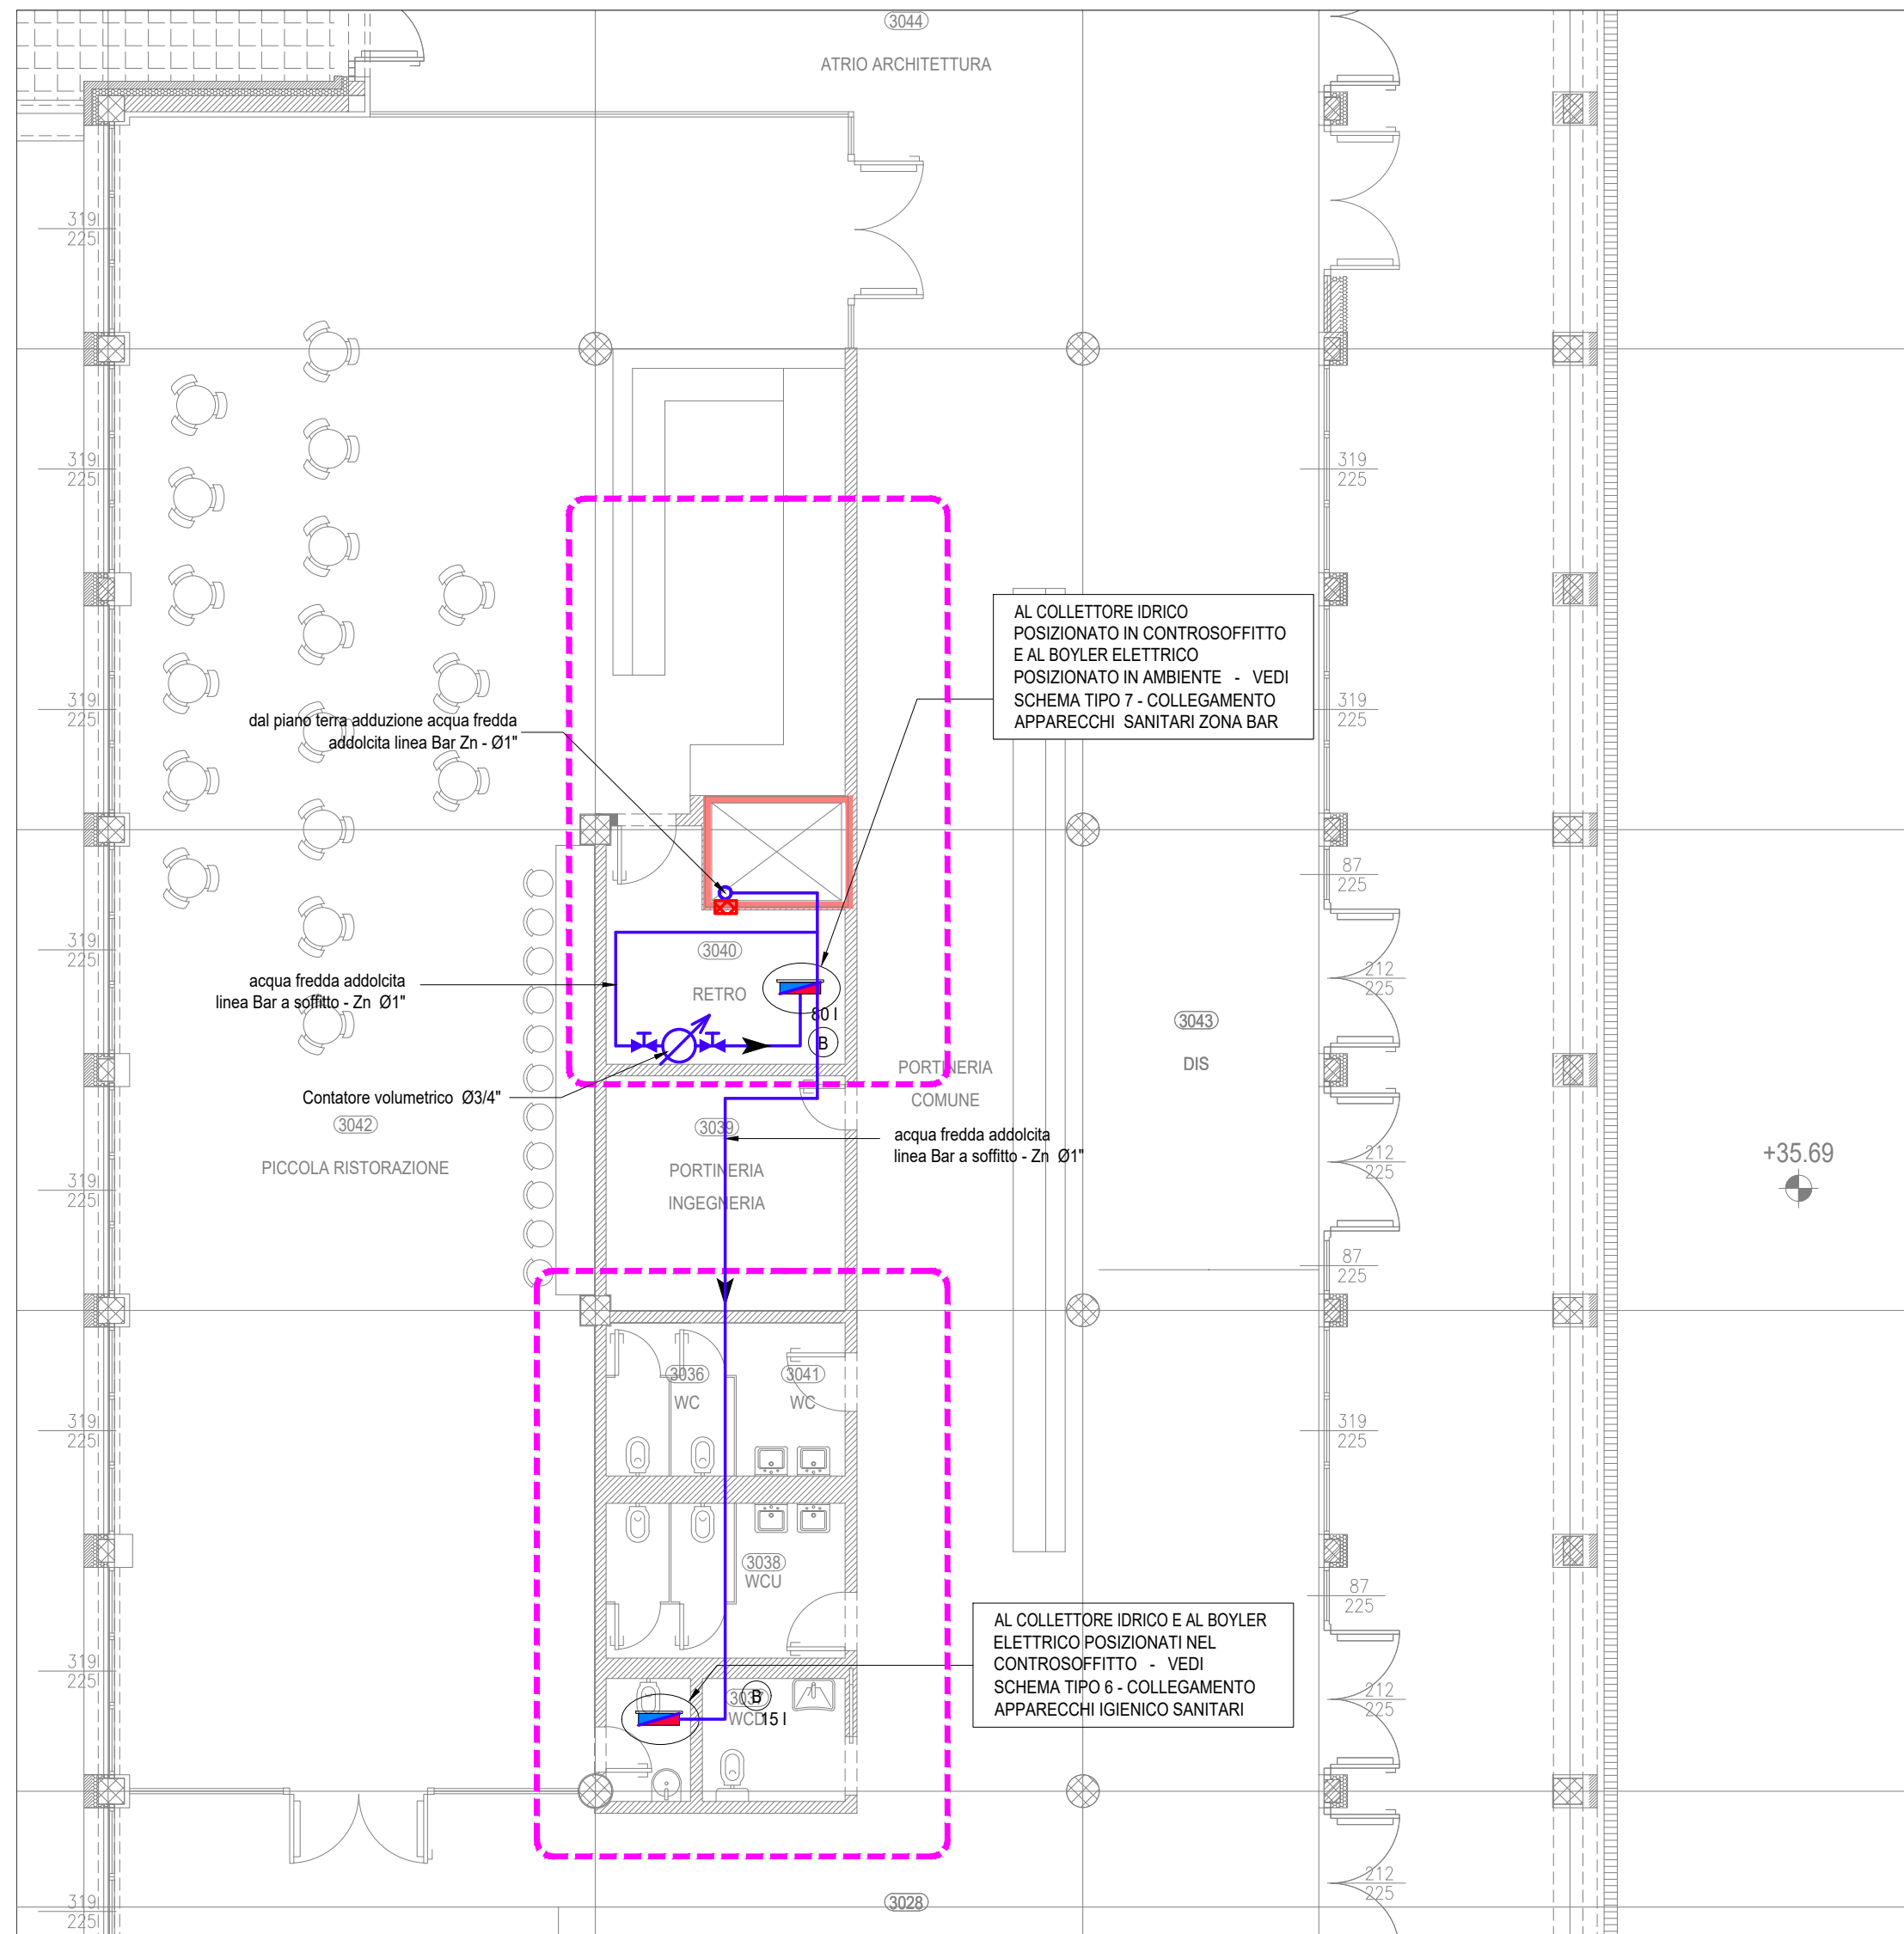 3044
ATRIO ARCHITETTURA
319
225
319
225
319
225
319
225
319
225
319
225
319
225
319
225
319
225
319
225
319
225
87
225
212
225
212
225
87
225
319
225
87
225
212
225
212
225
AL COLLETTORE IDRICO
POSIZIONATO IN CONTROSOFFITTO
E AL BOYLER ELETTRICO
POSIZIONATO IN AMBIENTE - VEDI
SCHEMA TIPO 7 - COLLEGAMENTO
APPARECCHI SANITARI ZONA BAR
dal piano terra adduzione acqua fredda
addolcita linea Bar Zn - Ø1"
3040
RETRO
acqua fredda addolcita
linea Bar a soffitto - Zn Ø1"
80 l
B
Contatore volumetrico Ø3/4"
3042
PICCOLA RISTORAZIONE
3043
DIS
PORTINERIA
COMUNE
3039
PORTINERIA
INGEGNERIA
acqua fredda addolcita
linea Bar a soffitto - Zn Ø1"
+35.69
3036
WC
3041
WC
3038
WCU
AL COLLETTORE IDRICO E AL BOYLER
ELETTRICO POSIZIONATI NEL
CONTROSOFFITTO - VEDI
SCHEMA TIPO 6 - COLLEGAMENTO
APPARECCHI IGIENICO SANITARI
3037
B
WCD
15 l
3028